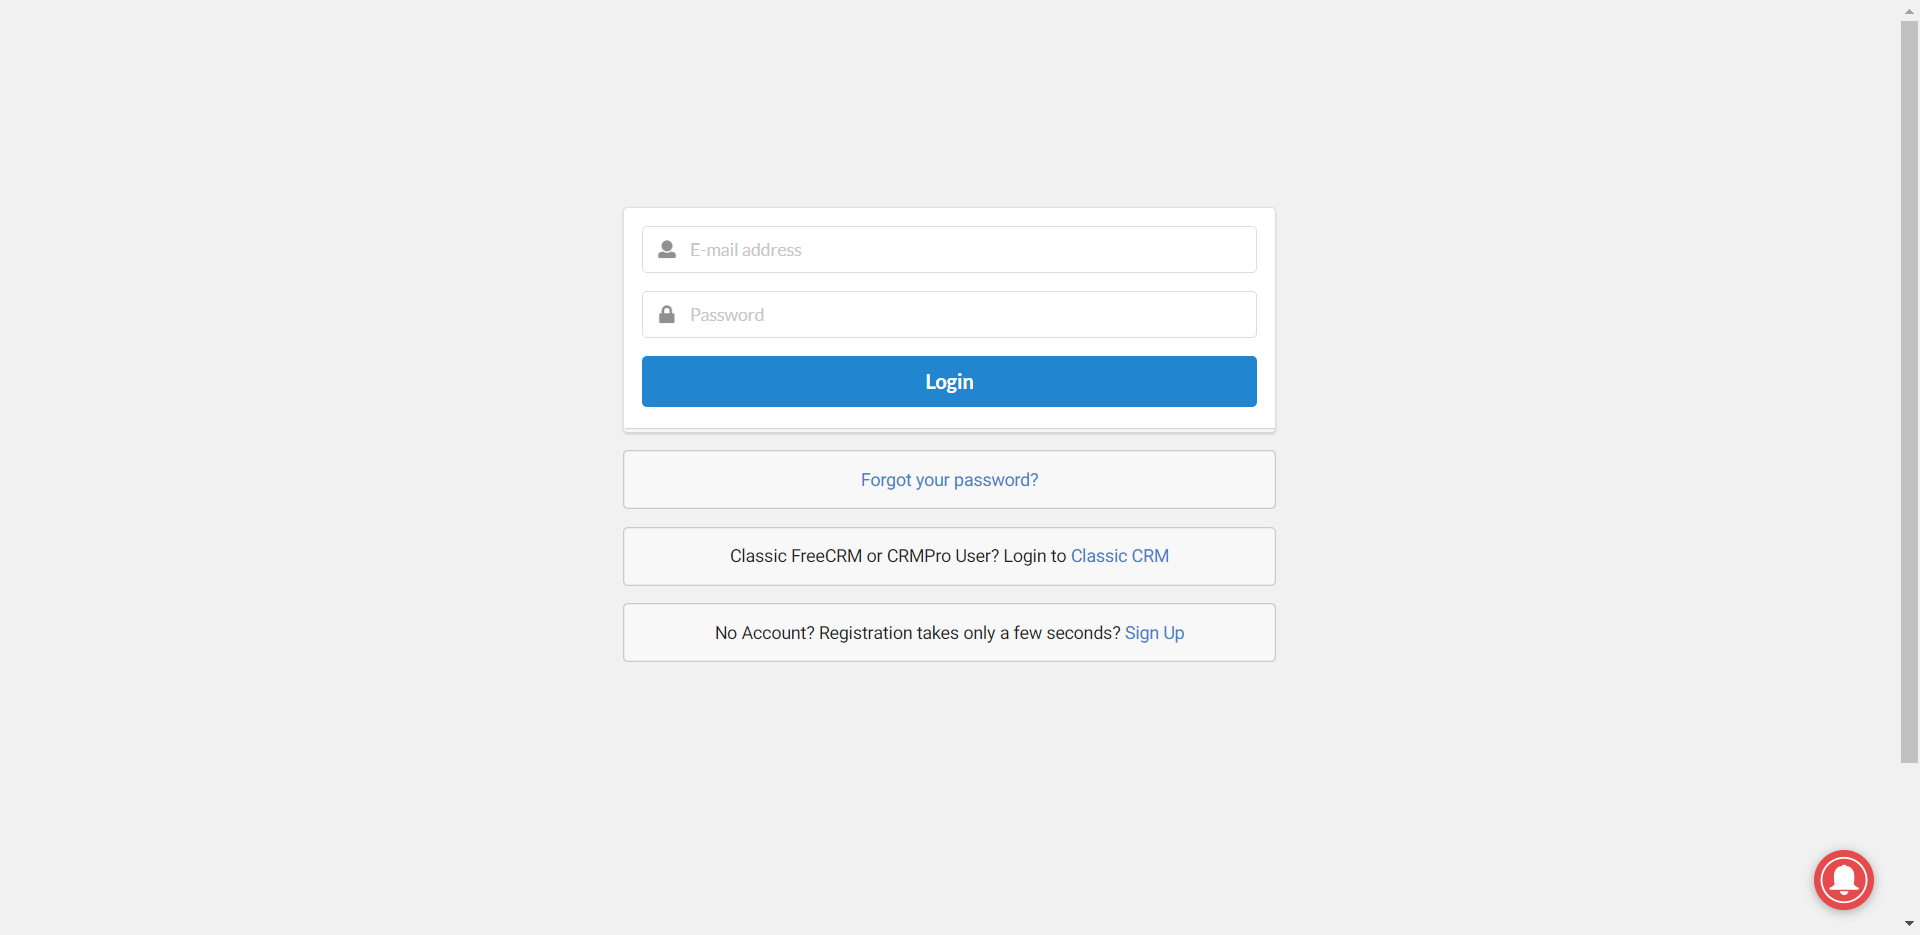 E-mail address
Password
Login
Forgot your password?
Classic FreeCRM or CRMPro User? Login to Classic CRM
No Account? Registration takes only a few seconds? Sign Up